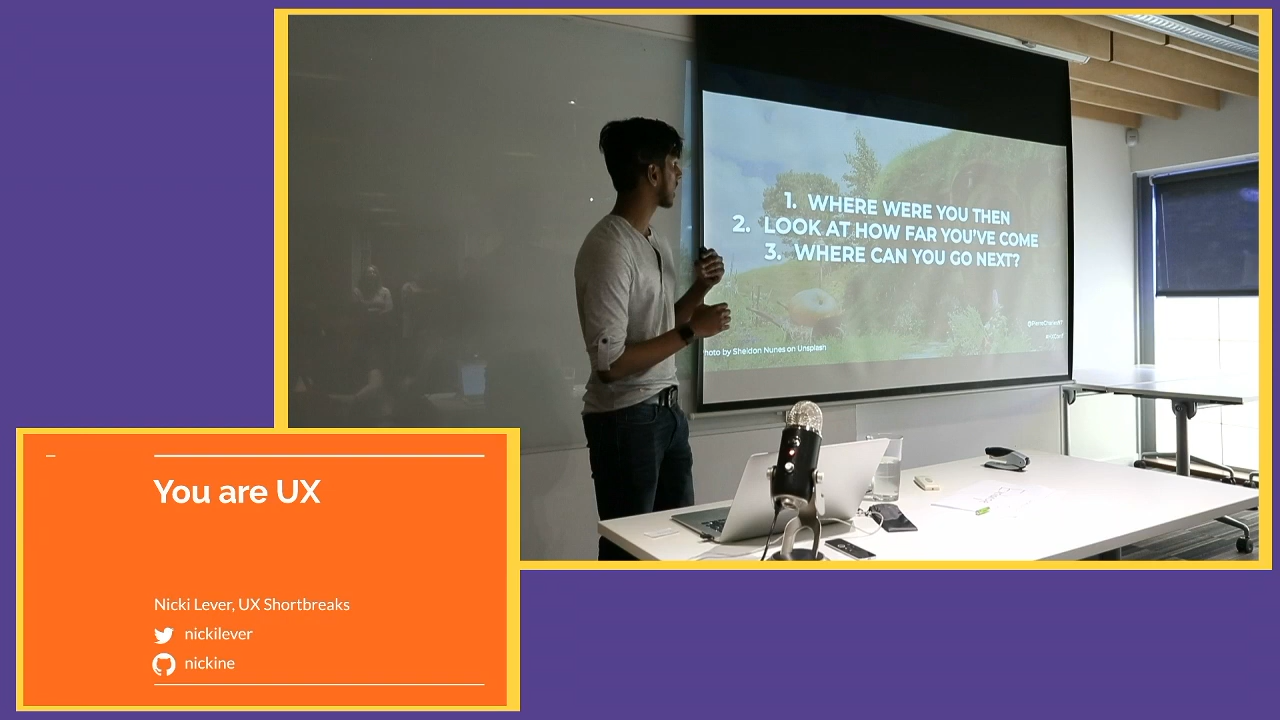 1. WHERE WERE YOU THEN
2. LOOK AT HOW FAR YOU'VE COME
3. WHERE CAN YOU GO NEXT?
Photo by Sheldon Nunes on Unsplash
You are UX
Nicki Lever, UX Shortbreaks
nickilever
nickine